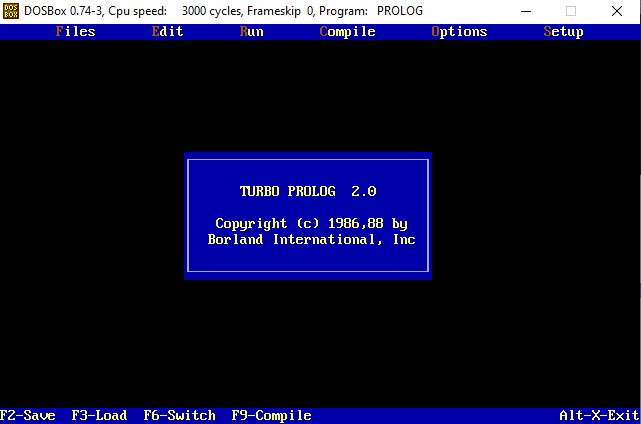 DOSBox 0.74-3, Cpu speed: 3000 cycles, Frameskip 0, Program: PROLOG
Files Edit Run Compile Options Setup
TURBO PROLOG 2.0
Copyright (c) 1986,88 by
Borland International, Inc
F2-Save F3-Load F6-Switch F9-Compile Alt-X-Exit